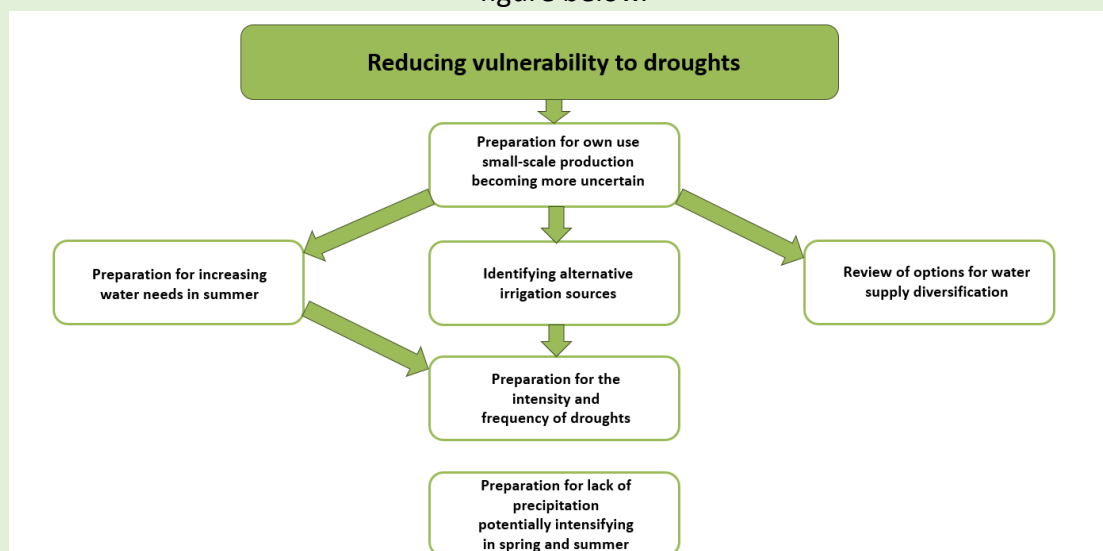 figure below.
Reducing vulnerability to droughts
Preparation for own use
small-scale production
becoming more uncertain
Preparation for increasing
water needs in summer
Identifying alternative
irrigation sources
Review of options for water
supply diversification
Preparation for the
intensity and
frequency of droughts
Preparation for lack of
precipitation
potentially intensifying
in spring and summer